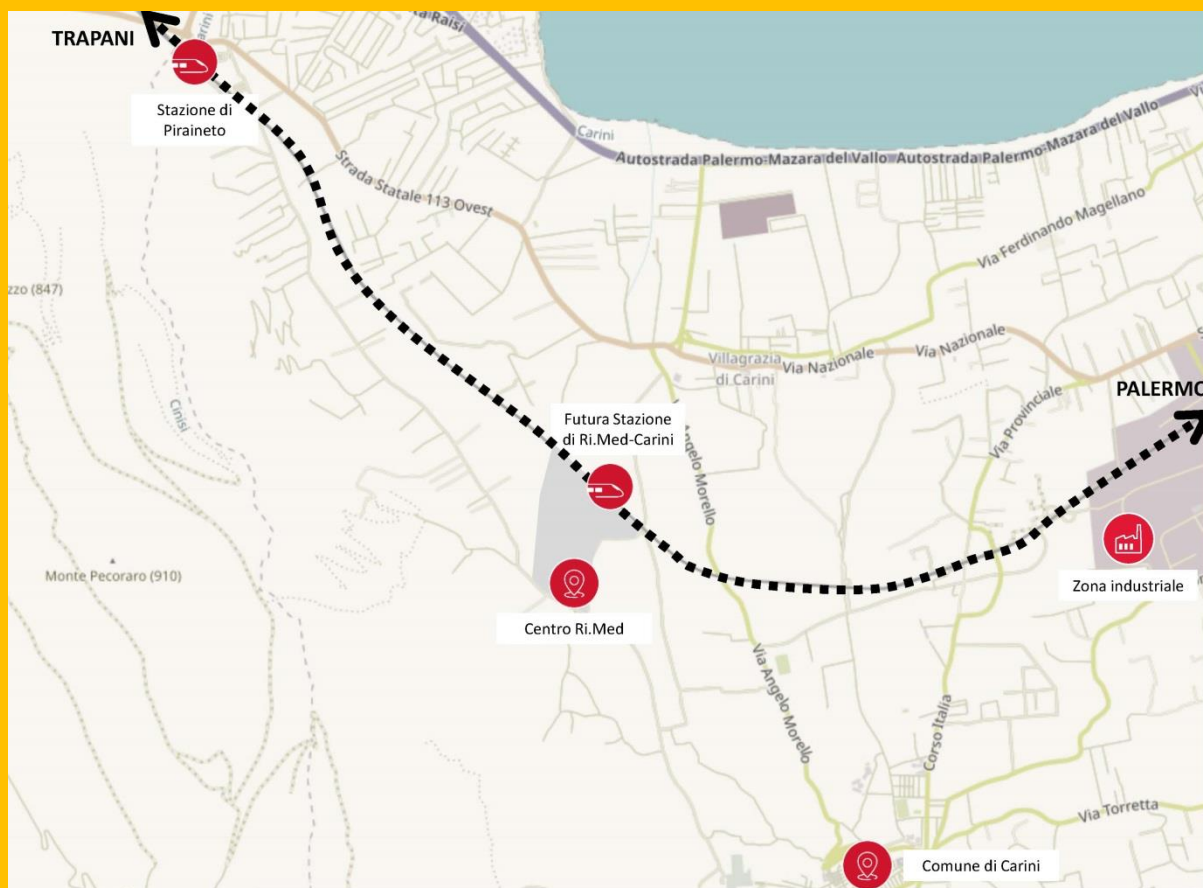 TRAPANI
Carini
ta Raisi
Stazione di
Piraineto
Strada Statale 113 Ovest
Carini
Autostrada Palermo-Mazara del Vallo
Autostrada Palermo-Mazara del Vallo
Via Ferdinando Magellano
zzo (847)
Cinisi
Villagrazia
di Carini
Via Nazionale
Via Nazionale
Via Provinciale
PALERMO
Futura Stazione
di Ri.Med-Carini
Angelo Morello
Monte Pecoraro (910)
Centro Ri.Med
Zona industriale
Via Angelo Morello
Corso Italia
Via Torretta
Comune di Carini